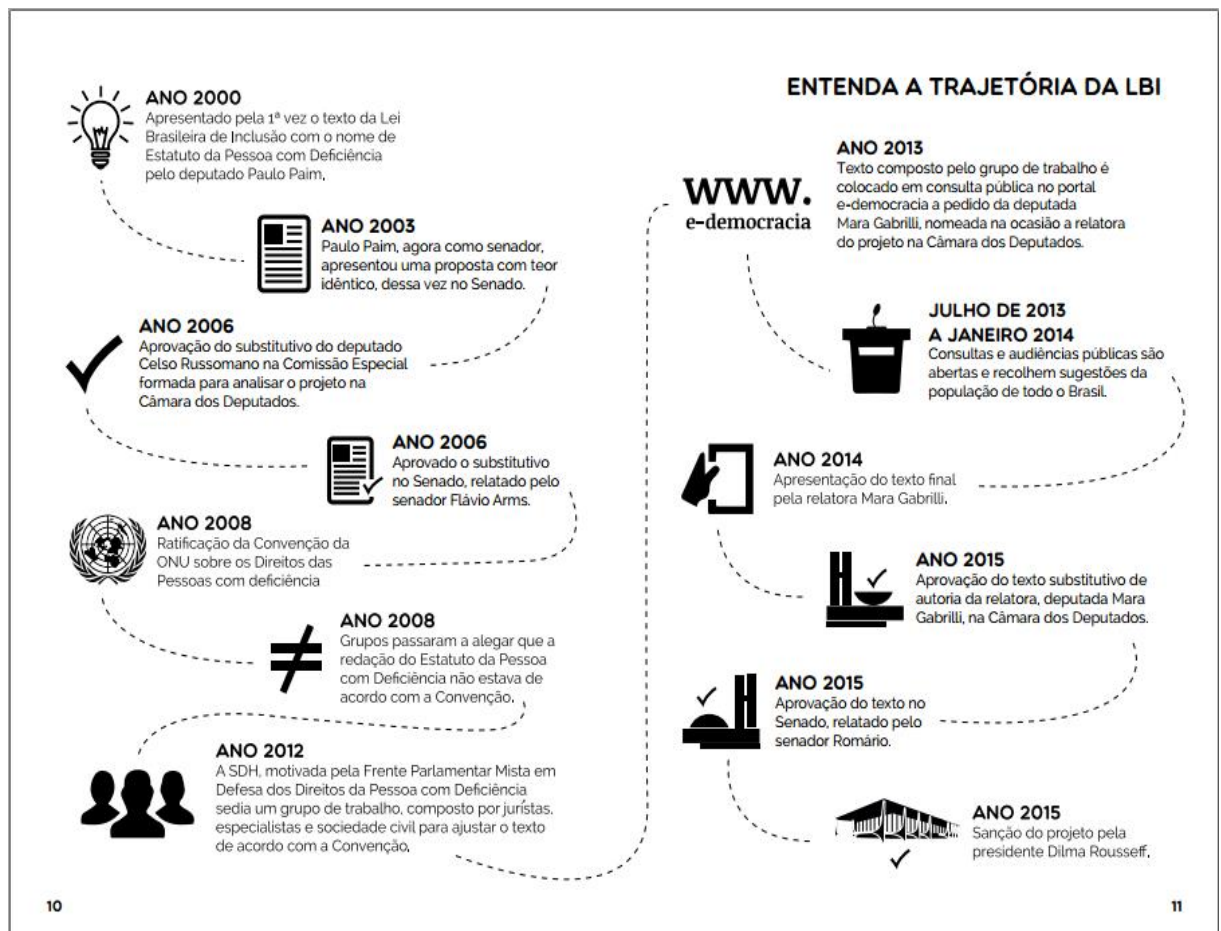 ANO 2000
Apresentado pela 1ª vez o texto da Lei
Brasileira de Inclusão com o nome de
Estatuto da Pessoa com Deficiência
pelo deputado Paulo Paim.
ANO 2003
Paulo Paim, agora como senador,
apresentou uma proposta com teor
idêntico, dessa vez no Senado.
ANO 2006
Aprovação do substitutivo do deputado
Celso Russomano na Comissão Especial
formada para analisar o projeto na
Câmara dos Deputados.
ANO 2006
Aprovado o substitutivo
no Senado, relatado pelo
senador Flávio Arms.
ANO 2008
Ratificação da Convenção da
ONU sobre os Direitos das
Pessoas com deficiência
ANO 2008
Grupos passaram a alegar que a
redação do Estatuto da Pessoa
com Deficiência não estava de
acordo com a Convenção.
ANO 2012
A SDH, motivada pela Frente Parlamentar Mista em
Defesa dos Direitos da Pessoa com Deficiência
sedia um grupo de trabalho, composto por juristas,
especialistas e sociedade civil para ajustar o texto
de acordo com a Convenção.
10
ENTENDA A TRAJETÓRIA DA LBI
www.
e-democracia
ANO 2013
Texto composto pelo grupo de trabalho é
colocado em consulta pública no portal
e-democracia a pedido da deputada
Mara Gabrilli, nomeada na ocasião a relatora
do projeto na Câmara dos Deputados.
JULHO DE 2013
A JANEIRO 2014
Consultas e audiências públicas são
abertas e recolhem sugestões da
população de todo o Brasil.
ANO 2014
Apresentação do texto final
pela relatora Mara Gabrilli.
ANO 2015
Aprovação do texto substitutivo de
autoria da relatora, deputada Mara
Gabrilli, na Câmara dos Deputados.
ANO 2015
Aprovação do texto no
Senado, relatado pelo
senador Romário.
ANO 2015
Sanção do projeto pela
presidente Dilma Rousseff.
11